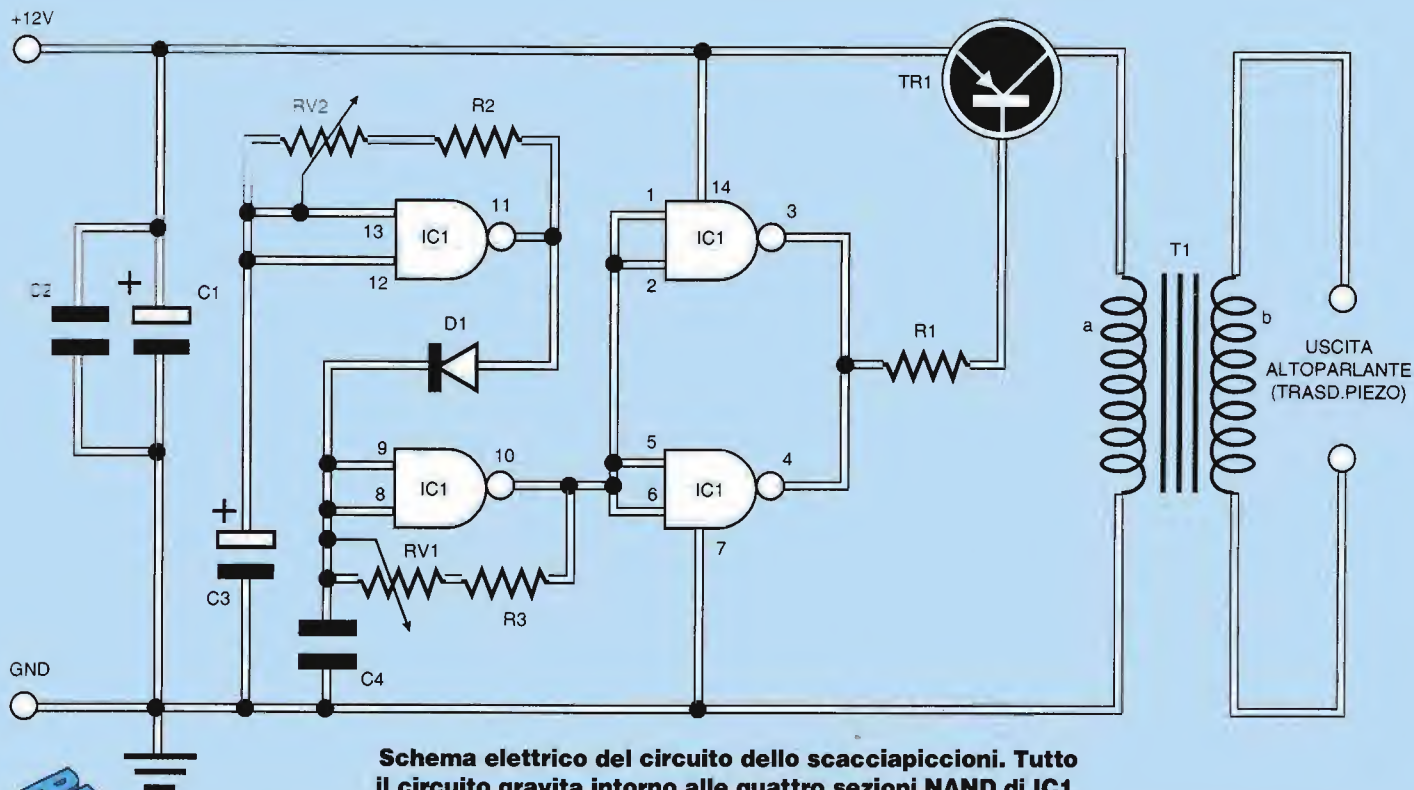 +12V
TR1
RV2
R2
1
14
3
11
13
IC1
IC1
12
2
C2
+
C1
D1
R1
T1
a
b
USCITA
ALTOPARLANTE
(TRASD.PIEZO)
9
10
5
4
8
IC1
6
IC1
+
RV1
7
C3
R3
C4
GND
Schema elettrico del circuito dello scacciapiccioni. Tutto
il circuito gravita intorno alle quattro sezioni NAND di IC1.